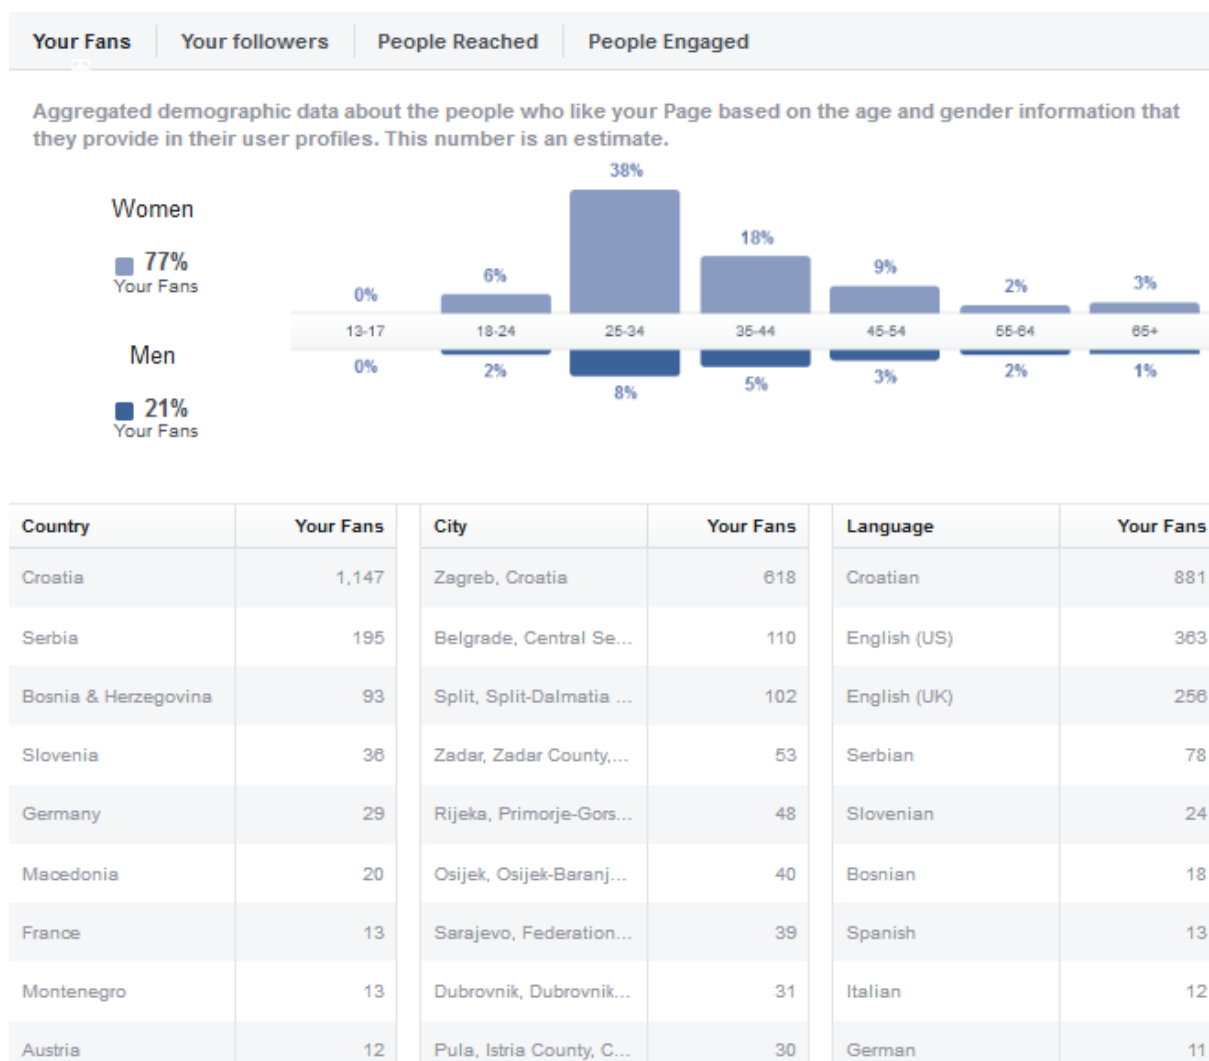 Your Fans Your followers People Reached People Engaged
Aggregated demographic data about the people who like your Page based on the age and gender information that
they provide in their user profiles. This number is an estimate.
Women
77%
Your Fans
0% 6% 38% 18% 9% 2% 3%
13-17 18-24 25-34 35-44 45-54 55-64 65+
Men
21%
Your Fans
0% 2% 8% 5% 3% 2% 1%
Country Your Fans City Your Fans Language Your Fans
Croatia 1,147 Zagreb, Croatia 618 Croatian 881
Serbia 195 Belgrade, Central Se... 110 English (US) 363
Bosnia & Herzegovina 93 Split, Split-Dalmatia ... 102 English (UK) 256
Slovenia 36 Zadar, Zadar County,... 53 Serbian 78
Germany 29 Rijeka, Primorje-Gors... 48 Slovenian 24
Macedonia 20 Osijek, Osijek-Baranj... 40 Bosnian 18
France 13 Sarajevo, Federation... 39 Spanish 13
Montenegro 13 Dubrovnik, Dubrovnik... 31 Italian 12
Austria 12 Pula, Istria County, C... 30 German 11